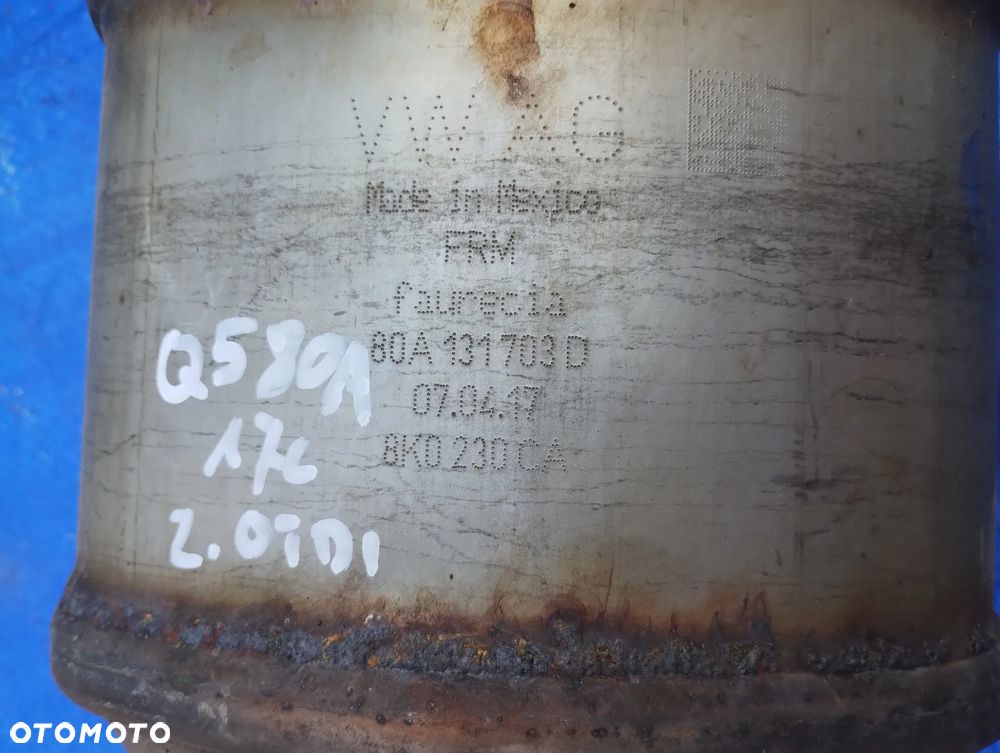 VW AG
Made in Mexico
FRM
faurecia
80A 131 703 D
07.04.17
8K0 230 CA
Q5 80A
17r
2.0TDI
OTOMOTO